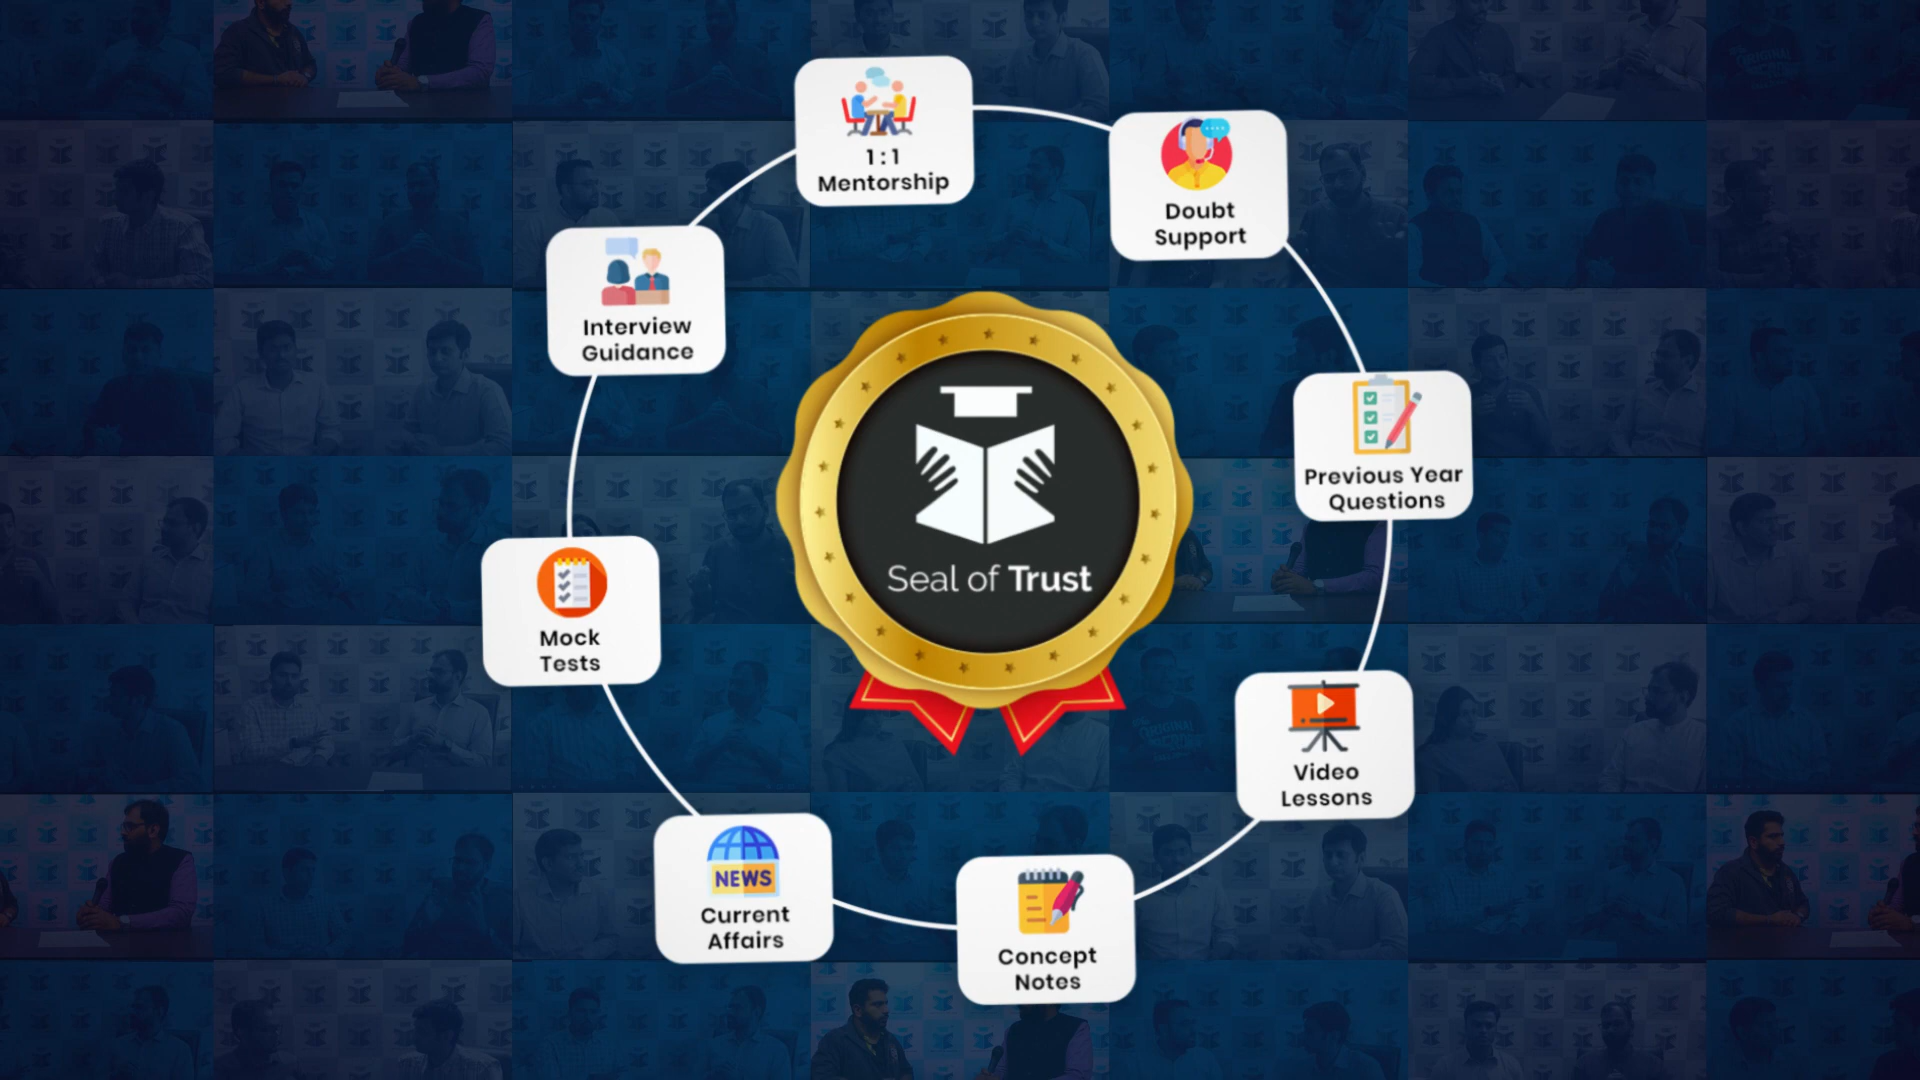 1 : 1
Mentorship
Doubt
Support
Interview
Guidance
Previous Year
Questions
Seal of Trust
Mock
Tests
Video
Lessons
NEWS
Current
Affairs
Concept
Notes